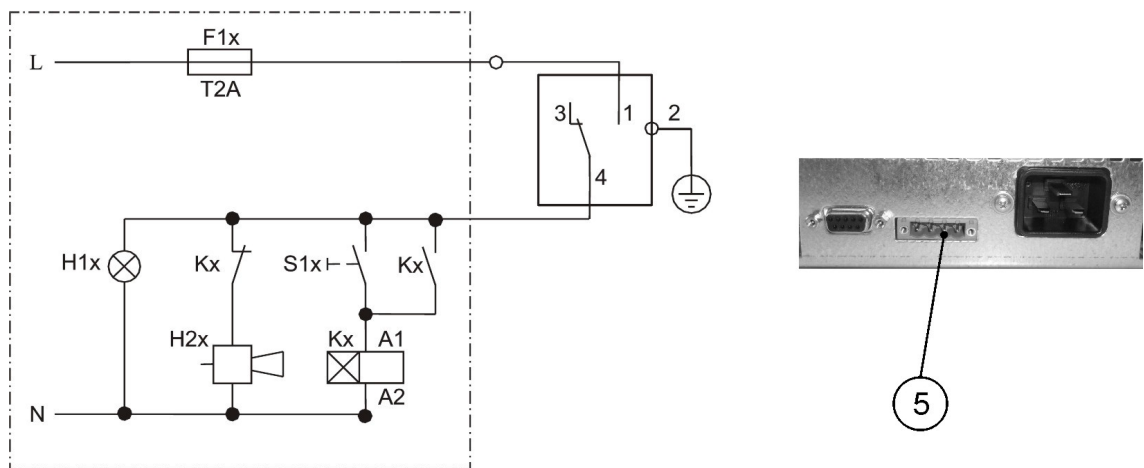 F1x
L
T2A
3 1 2
4
H1x Kx S1x Kx
H2x Kx A1
A2
N
5